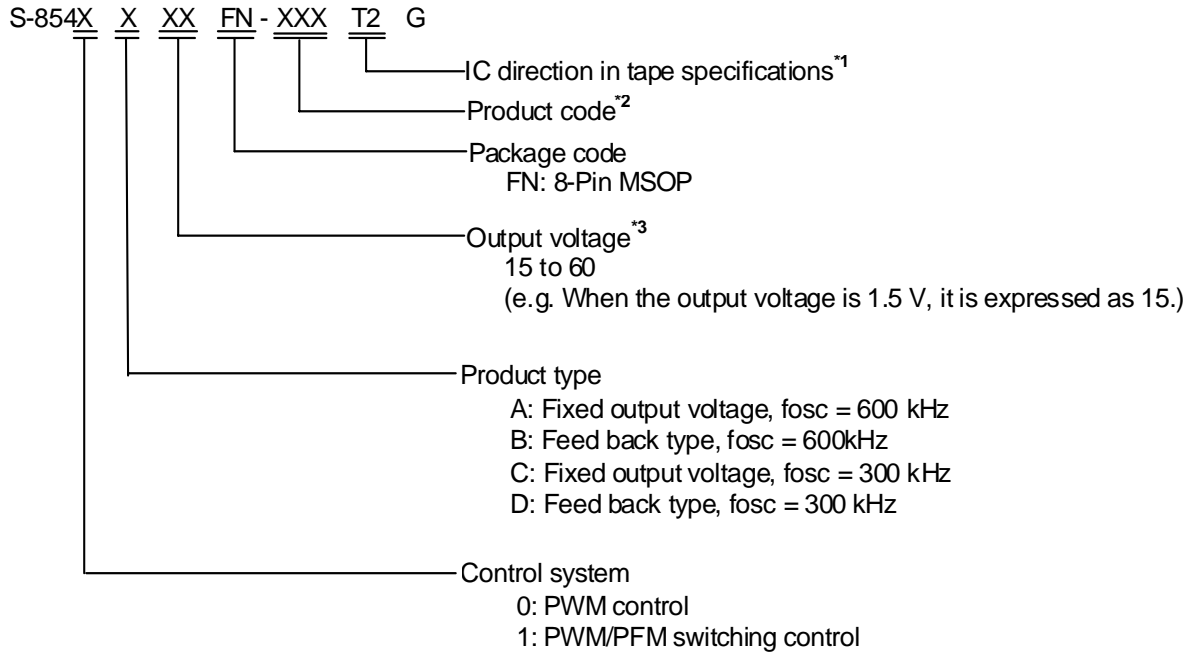 S-854X X XX FN - XXX T2 G
IC direction in tape specifications*1
Product code*2
Package code
FN: 8-Pin MSOP
Output voltage*3
15 to 60
(e.g. When the output voltage is 1.5 V, it is expressed as 15.)
Product type
A: Fixed output voltage, fosc = 600 kHz
B: Feed back type, fosc = 600kHz
C: Fixed output voltage, fosc = 300 kHz
D: Feed back type, fosc = 300 kHz
Control system
0: PWM control
1: PWM/PFM switching control